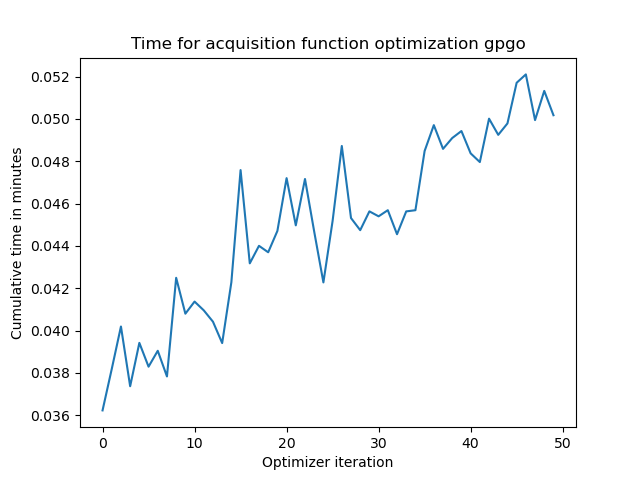 Time for acquisition function optimization gpgo
Cumulative time in minutes
0.052
0.050
0.048
0.046
0.044
0.042
0.040
0.038
0.036
0 10 20 30 40 50
Optimizer iteration